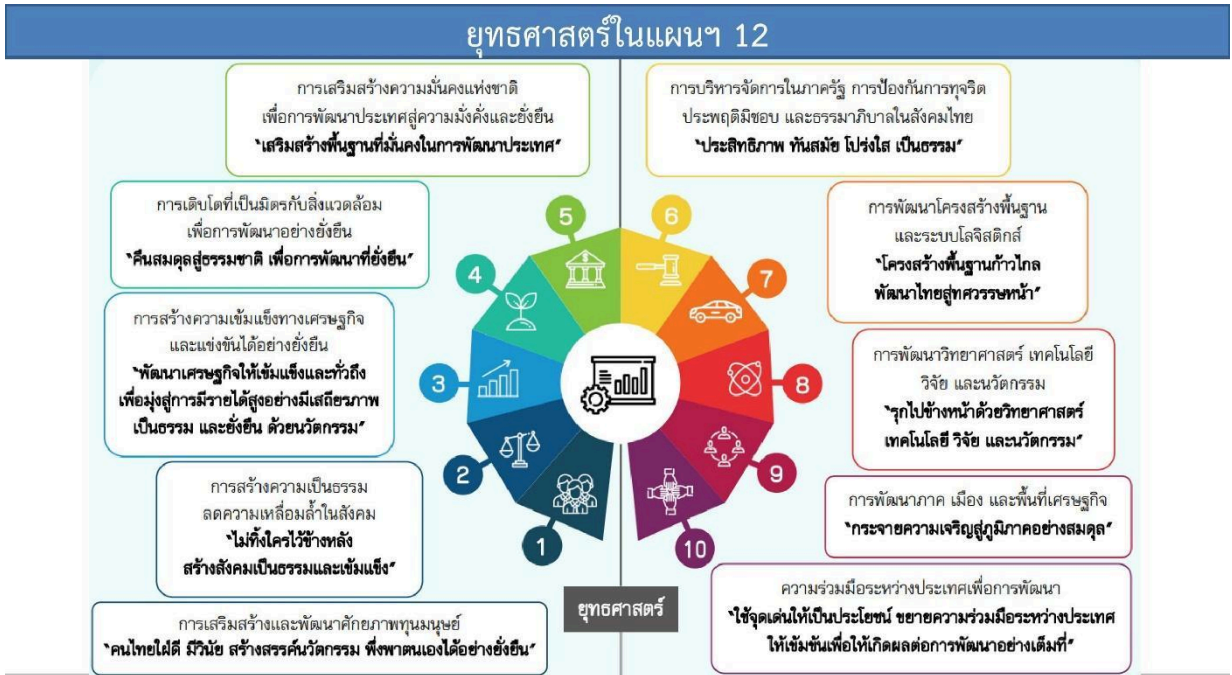 ยุทธศาสตร์ในแผนฯ 12
การเสริมสร้างความมั่นคงแห่งชาติ
เพื่อการพัฒนาประเทศสู่ความมั่งคั่งและยั่งยืน
“เสริมสร้างพื้นฐานที่มั่นคงในการพัฒนาประเทศ”
การบริหารจัดการในภาครัฐ การป้องกันการทุจริต
ประพฤติมิชอบ และธรรมาภิบาลในสังคมไทย
“ประสิทธิภาพ ทันสมัย โปร่งใส เป็นธรรม”
การเติบโตที่เป็นมิตรกับสิ่งแวดล้อม
เพื่อการพัฒนาอย่างยั่งยืน
“คืนสมดุลสู่ธรรมชาติ เพื่อการพัฒนาที่ยั่งยืน”
การพัฒนาโครงสร้างพื้นฐาน
และระบบโลจิสติกส์
“โครงสร้างพื้นฐานก้าวไกล
พัฒนาไทยสู่ทศวรรษหน้า”
การสร้างความเข้มแข็งทางเศรษฐกิจ
และแข่งขันได้อย่างยั่งยืน
“พัฒนาเศรษฐกิจให้เข้มแข็งและทั่วถึง
เพื่อมุ่งสู่การมีรายได้สูงอย่างมีเสถียรภาพ
เป็นธรรม และยั่งยืน ด้วยนวัตกรรม”
การพัฒนาวิทยาศาสตร์ เทคโนโลยี
วิจัย และนวัตกรรม
“รุกไปข้างหน้าด้วยวิทยาศาสตร์
เทคโนโลยี วิจัย และนวัตกรรม”
การสร้างความเป็นธรรม
ลดความเหลื่อมล้ำในสังคม
“ไม่ทิ้งใครไว้ข้างหลัง
สร้างสังคมเป็นธรรมและเข้มแข็ง”
การพัฒนาภาค เมือง และพื้นที่เศรษฐกิจ
“กระจายความเจริญสู่ภูมิภาคอย่างสมดุล”
การเสริมสร้างและพัฒนาศักยภาพทุนมนุษย์
“คนไทยใฝ่ดี มีวินัย สร้างสรรค์นวัตกรรม พึ่งพาตนเองได้อย่างยั่งยืน”
ความร่วมมือระหว่างประเทศเพื่อการพัฒนา
“ใช้จุดเด่นให้เป็นประโยชน์ ขยายความร่วมมือระหว่างประเทศ
ให้เข้มข้นเพื่อให้เกิดผลต่อการพัฒนาอย่างเต็มที่”
5
6
4
7
3
8
2
9
1
10
ยุทธศาสตร์